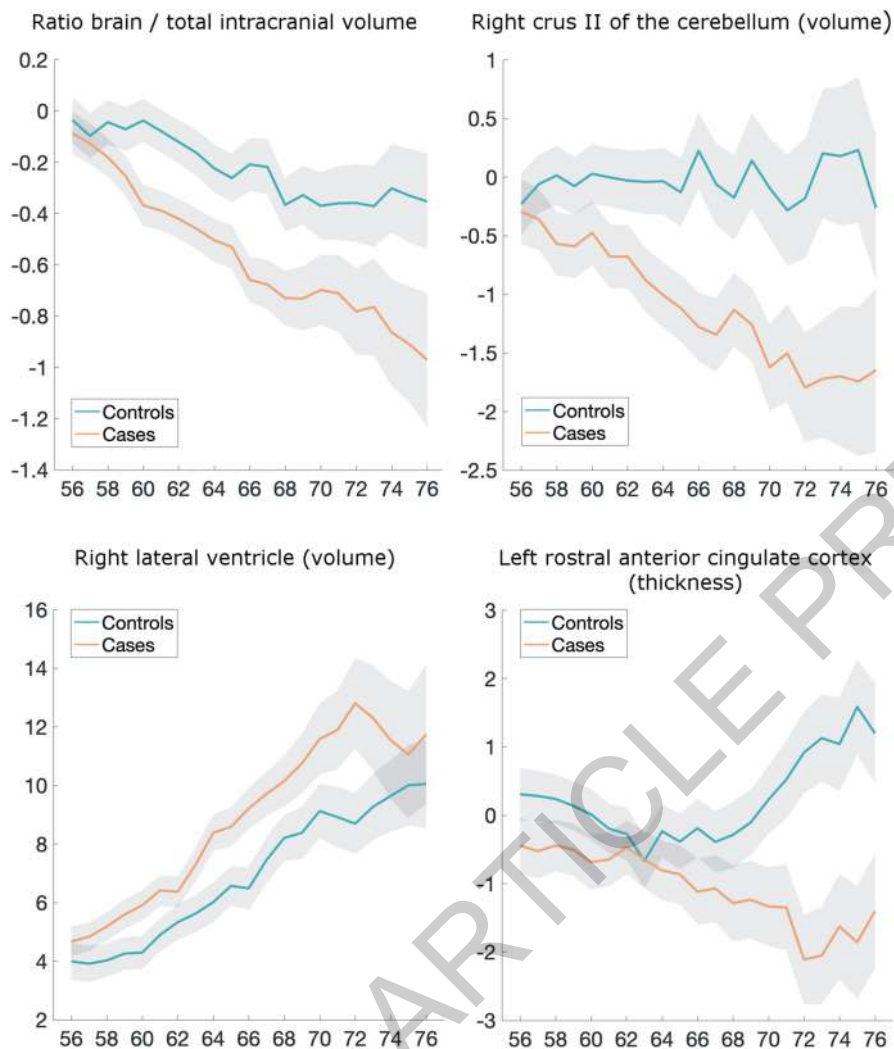 Ratio brain / total intracranial volume
0.2
0
-0.2
-0.4
-0.6
-0.8
-1
-1.2
-1.4
Controls
Cases
56 58 60 62 64 66 68 70 72 74 76
Right crus II of the cerebellum (volume)
1
0.5
0
-0.5
-1
-1.5
-2
-2.5
Controls
Cases
56 58 60 62 64 66 68 70 72 74 76
Right lateral ventricle (volume)
16
14
12
10
8
6
4
2
Controls
Cases
56 58 60 62 64 66 68 70 72 74 76
Left rostral anterior cingulate cortex
(thickness)
3
2
1
0
-1
-2
-3
Controls
Cases
56 58 60 62 64 66 68 70 72 74 76
ARTICLE PR